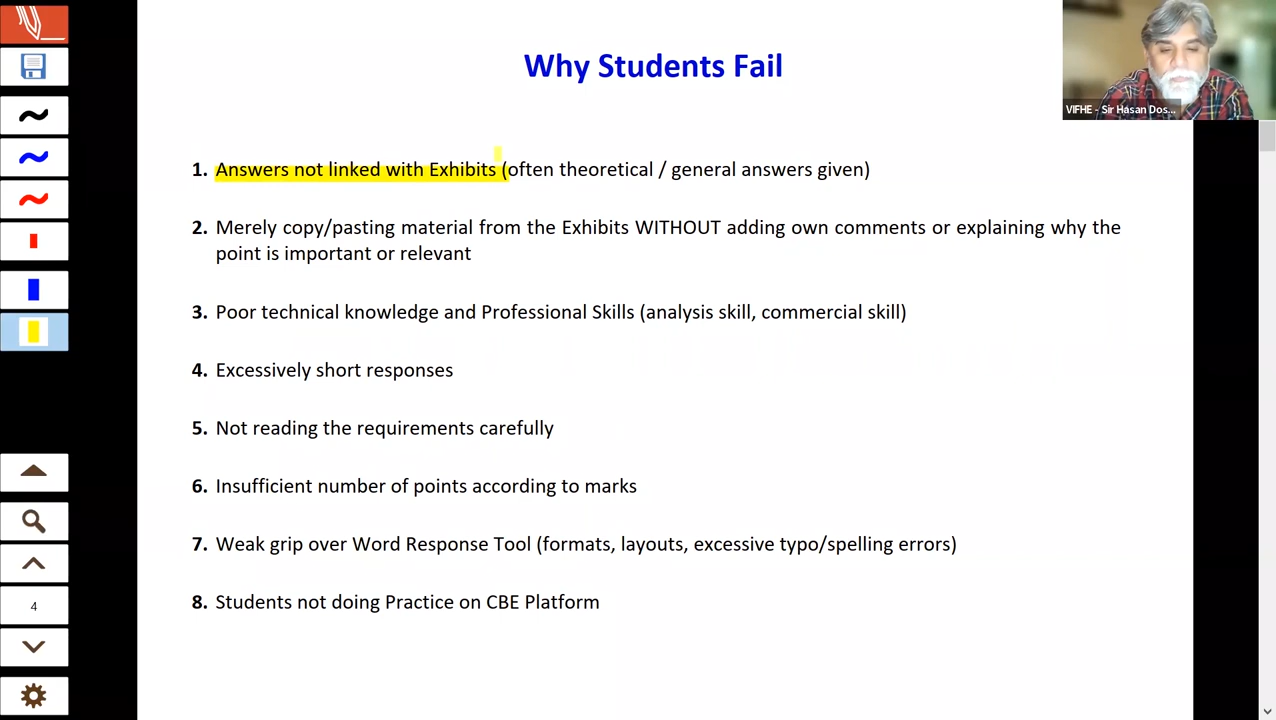 Why Students Fail
VIFHE - Sir Hasan Dos...
1. Answers not linked with Exhibits (often theoretical / general answers given)
2. Merely copy/pasting material from the Exhibits WITHOUT adding own comments or explaining why the
point is important or relevant
3. Poor technical knowledge and Professional Skills (analysis skill, commercial skill)
4. Excessively short responses
5. Not reading the requirements carefully
6. Insufficient number of points according to marks
7. Weak grip over Word Response Tool (formats, layouts, excessive typo/spelling errors)
8. Students not doing Practice on CBE Platform
4